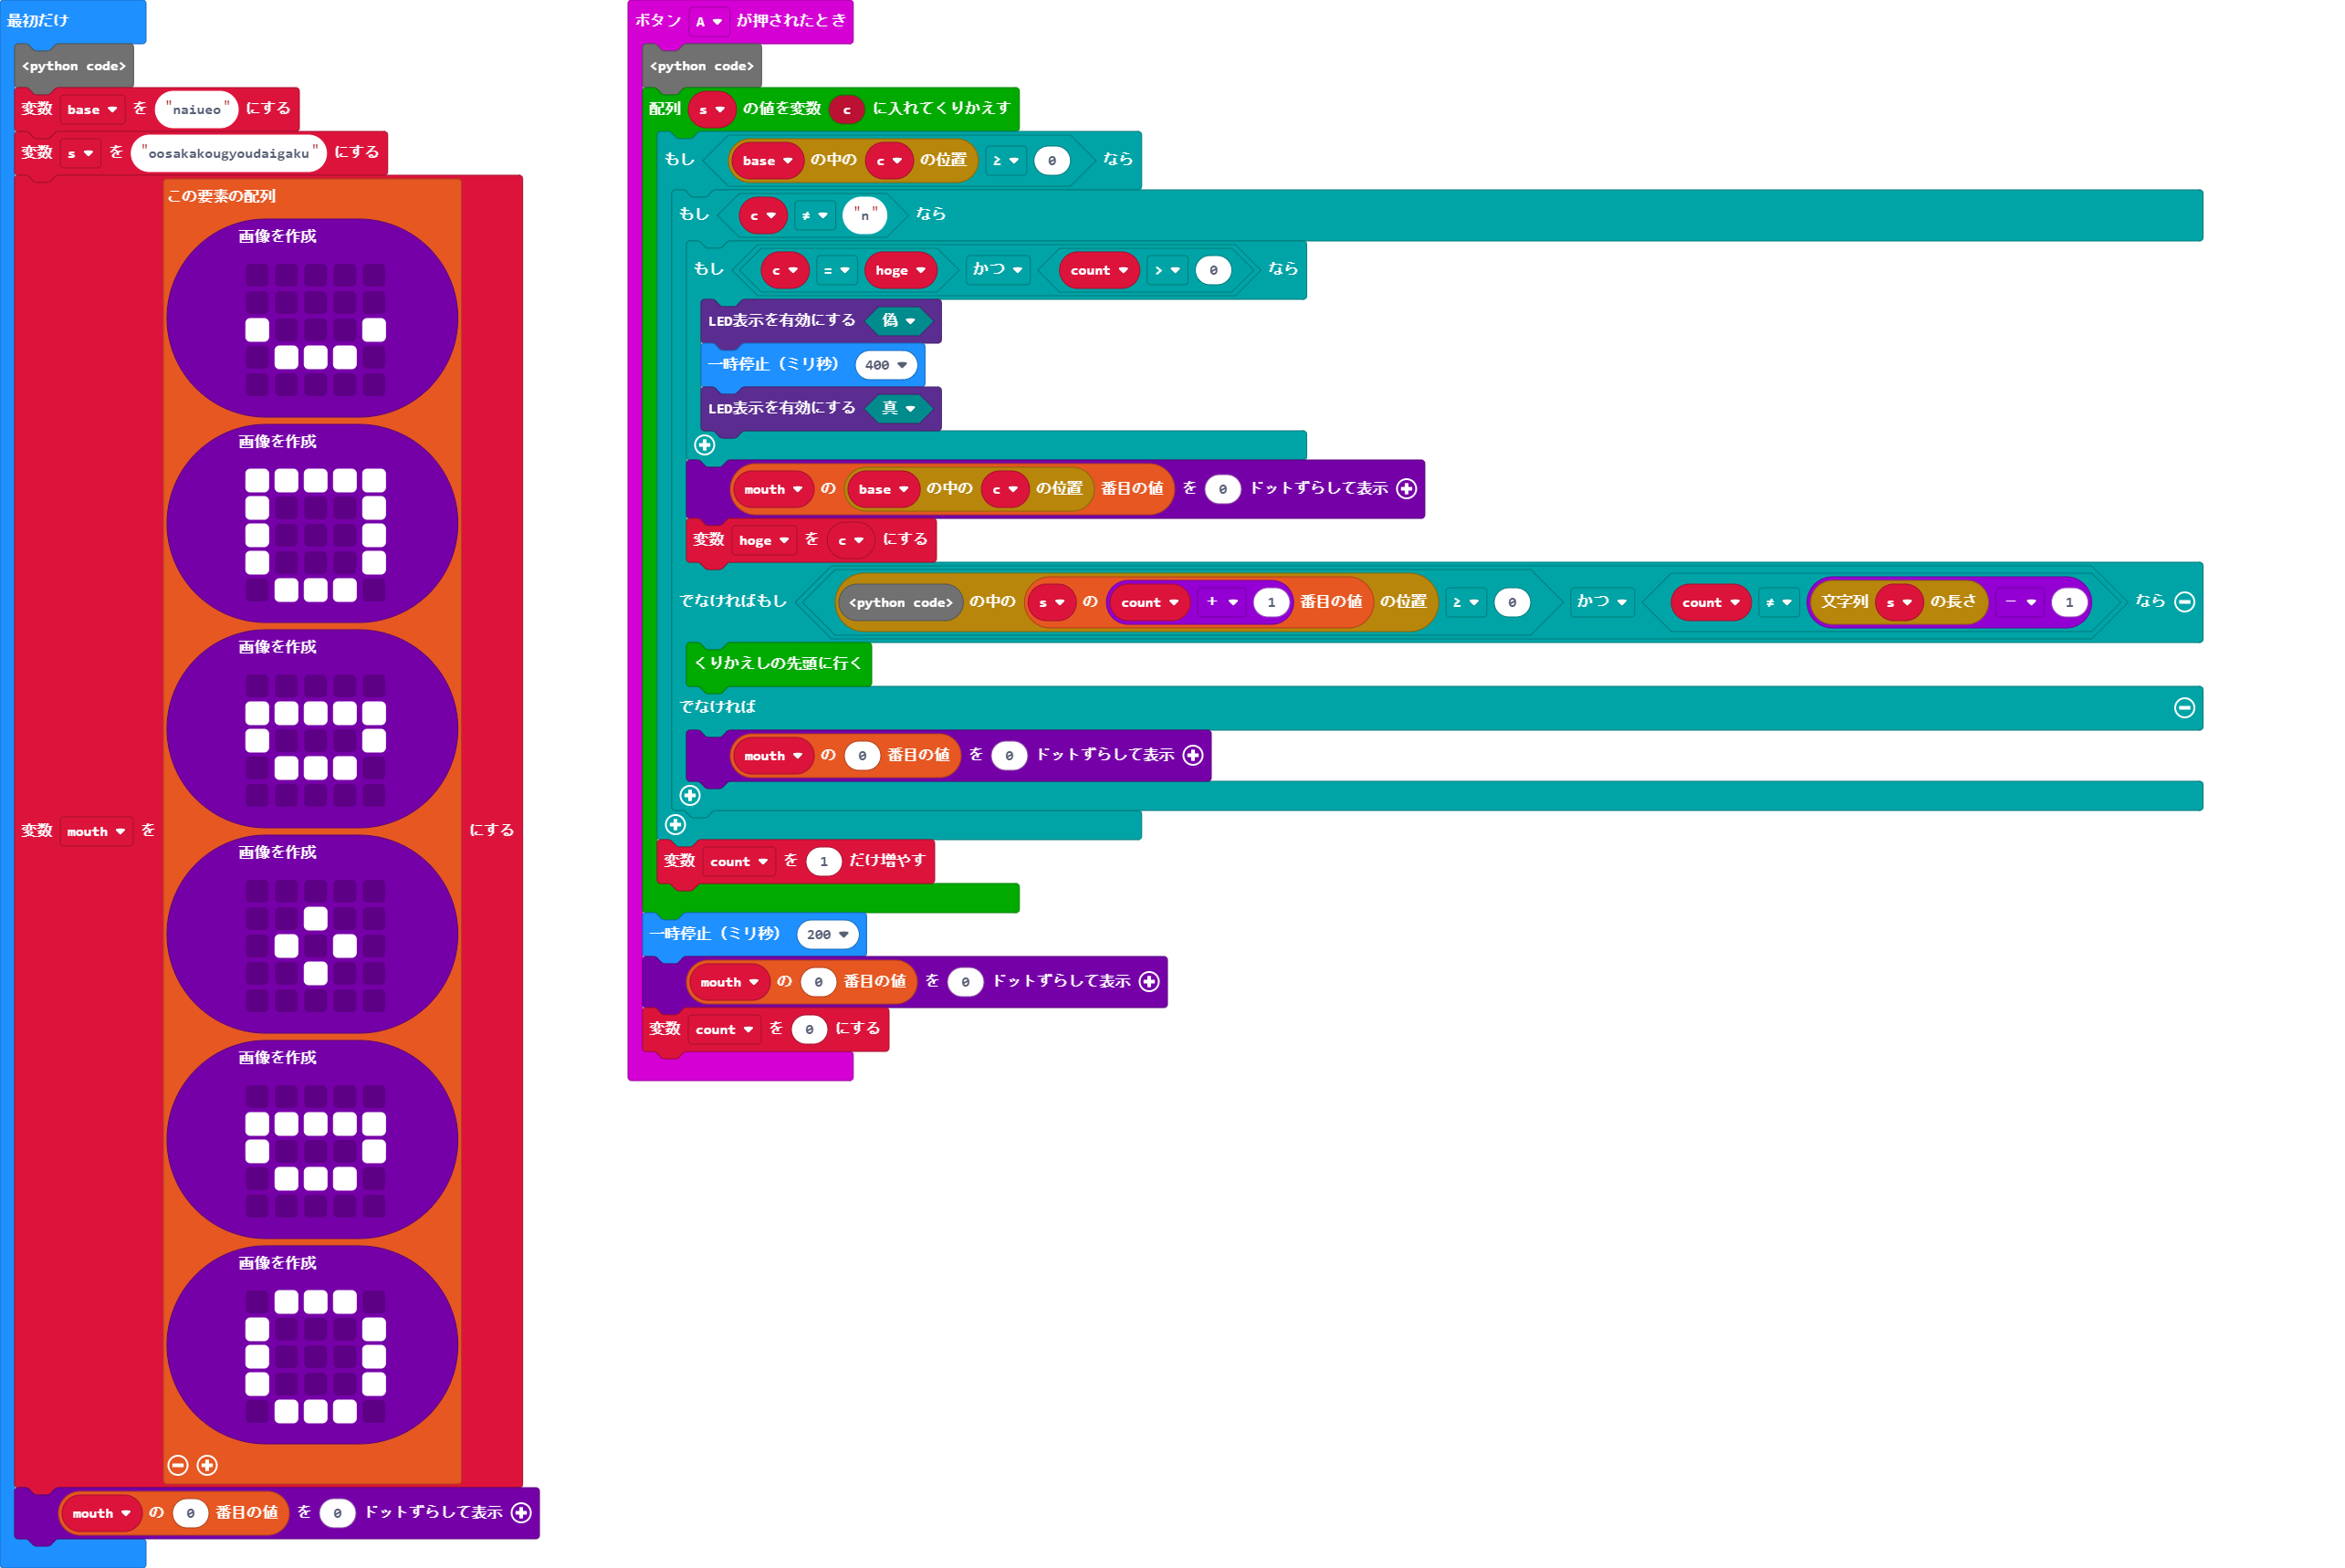 最初だけ
<python code>
変数 base を "naiueo" にする
変数 s を "oosakakougyoudaigaku" にする
変数 mouth を この要素の配列 にする
画像を作成
画像を作成
画像を作成
画像を作成
画像を作成
画像を作成
mouth の 0 番目の値 を 0 ドットずらして表示
ボタン A が押されたとき
<python code>
配列 s の値を変数 c に入れてくりかえす
もし base の中の c の位置 ≥ 0 なら
もし c ≠ "n" なら
もし c = hoge かつ count > 0 なら
LED表示を有効にする 偽
一時停止（ミリ秒） 400
LED表示を有効にする 真
mouth の base の中の c の位置 番目の値 を 0 ドットずらして表示
変数 hoge を c にする
でなければもし <python code> の中の s の count + 1 番目の値 の位置 ≥ 0 かつ count ≠ 文字列 s の長さ - 1 なら
くりかえしの先頭に行く
でなければ
mouth の 0 番目の値 を 0 ドットずらして表示
変数 count を 1 だけ増やす
一時停止（ミリ秒） 200
mouth の 0 番目の値 を 0 ドットずらして表示
変数 count を 0 にする